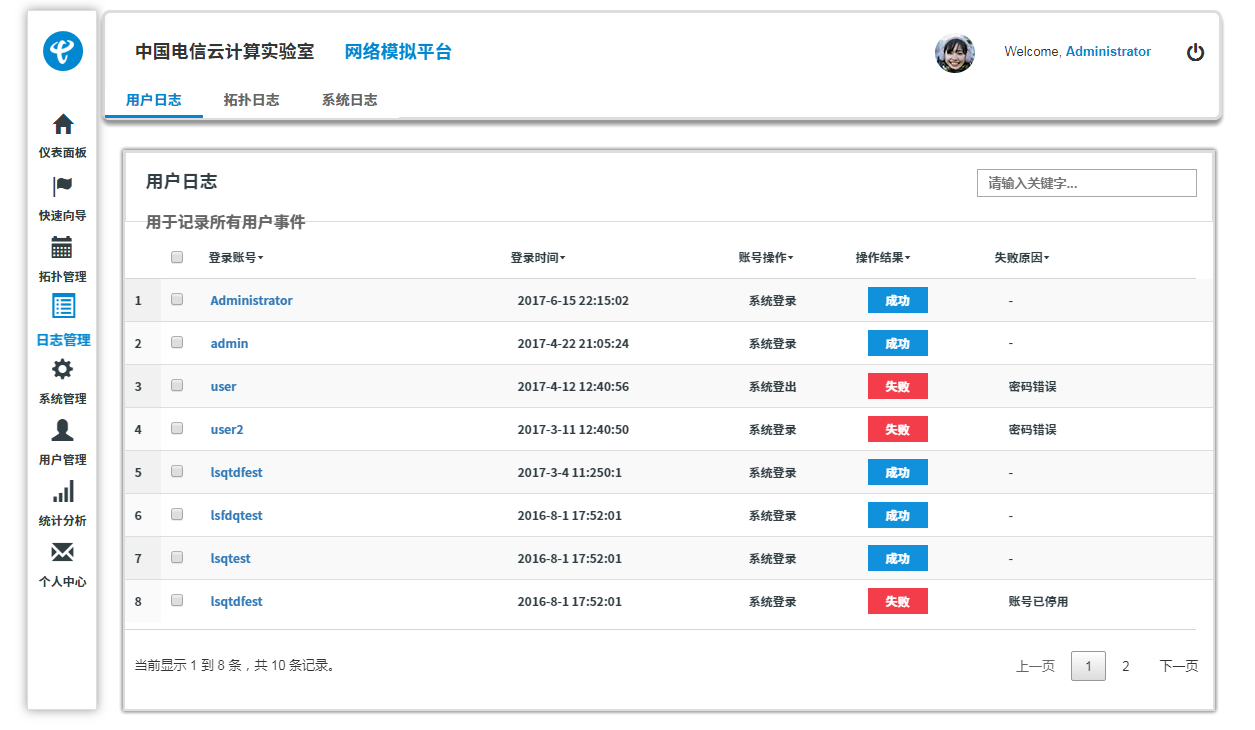 中国电信云计算实验室 网络模拟平台
Welcome, Administrator
用户日志 拓扑日志 系统日志
仪表面板
快速向导
拓扑管理
日志管理
系统管理
用户管理
统计分析
个人中心
用户日志
请输入关键字...
用于记录所有用户事件
登录账号 登录时间 账号操作 操作结果 失败原因
1 Administrator 2017-6-15 22:15:02 系统登录 成功 -
2 admin 2017-4-22 21:05:24 系统登录 成功 -
3 user 2017-4-12 12:40:56 系统登出 失败 密码错误
4 user2 2017-3-11 12:40:50 系统登录 失败 密码错误
5 lsqtdfest 2017-3-4 11:250:1 系统登录 成功 -
6 lsfdqtest 2016-8-1 17:52:01 系统登录 成功 -
7 lsqtest 2016-8-1 17:52:01 系统登录 成功 -
8 lsqtdfest 2016-8-1 17:52:01 系统登录 失败 账号已停用
当前显示 1 到 8 条，共 10 条记录。
上一页 1 2 下一页